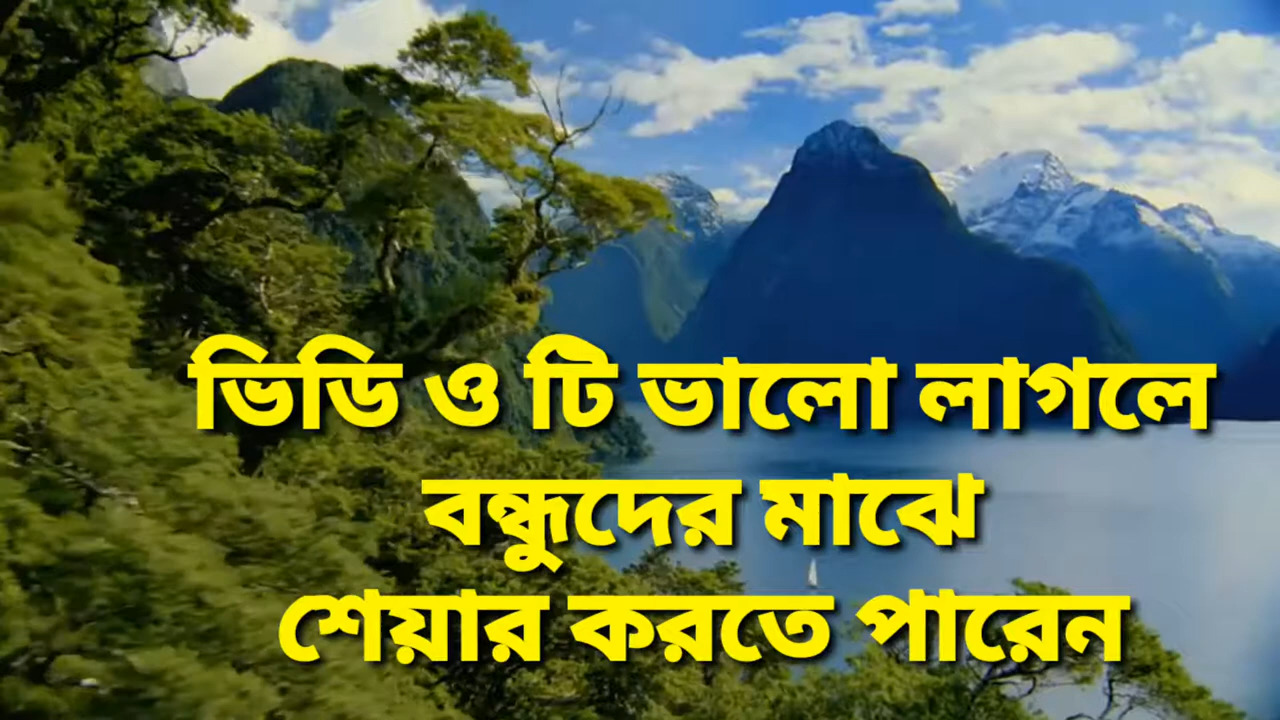 ভিডি ও টি ভালো লাগলে
বন্ধুদের মাঝে
শেয়ার করতে পারেন